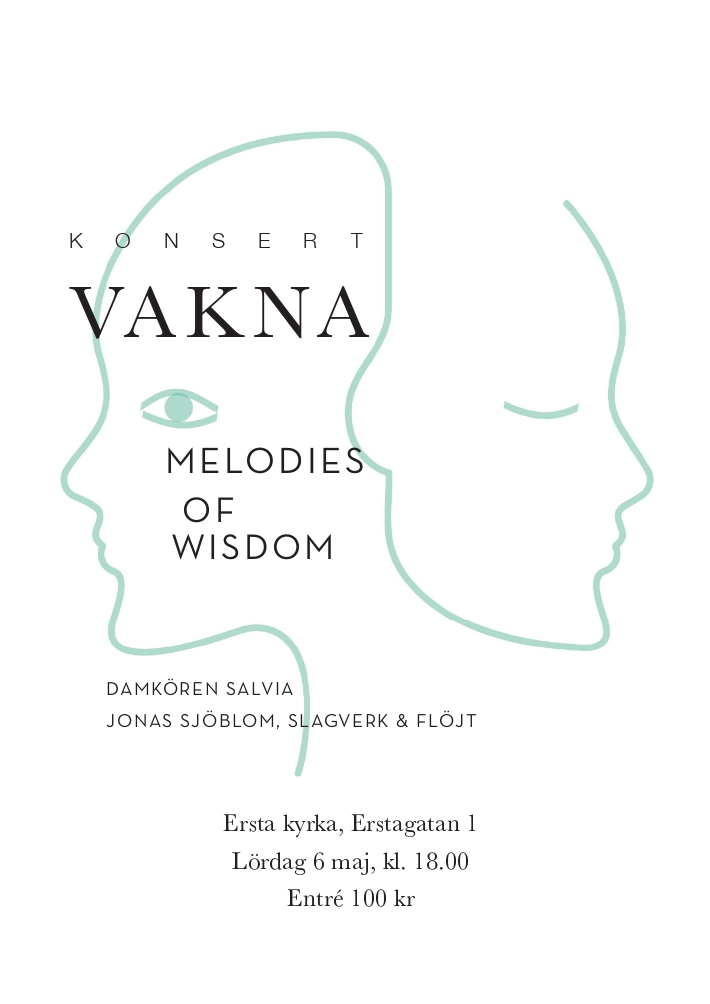 KONSERT
VAKNA
MELODIES
OF
WISDOM
DAMKÖREN SALVIA
JONAS SJÖBLOM, SLAGVERK & FLÖJT
Ersta kyrka, Erstagatan 1
Lördag 6 maj, kl. 18.00
Entré 100 kr